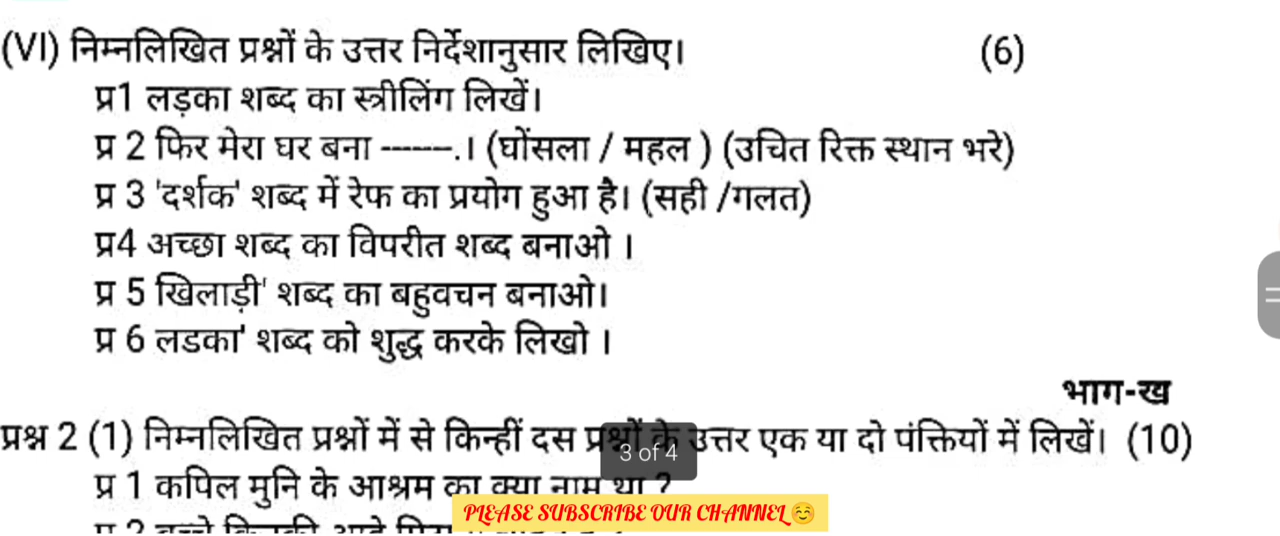 (VI) निम्नलिखित प्रश्नों के उत्तर निर्देशानुसार लिखिए। (6)
प्र1 लड़का शब्द का स्त्रीलिंग लिखें।
प्र 2 फिर मेरा घर बना ------.। (घोंसला / महल ) (उचित रिक्त स्थान भरे)
प्र 3 'दर्शक' शब्द में रेफ का प्रयोग हुआ है। (सही /गलत)
प्र4 अच्छा शब्द का विपरीत शब्द बनाओ ।
प्र 5 खिलाड़ी' शब्द का बहुवचन बनाओ।
प्र 6 लडका' शब्द को शुद्ध करके लिखो ।
भाग-ख
प्रश्न 2 (1) निम्नलिखित प्रश्नों में से किन्हीं दस प्रश्नों के उत्तर एक या दो पंक्तियों में लिखें। (10)
3 of 4
प्र 1 कपिल मुनि के आश्रम का क्या नाम था ?
PLEASE SUBSCRIBE OUR CHANNEL ☺️